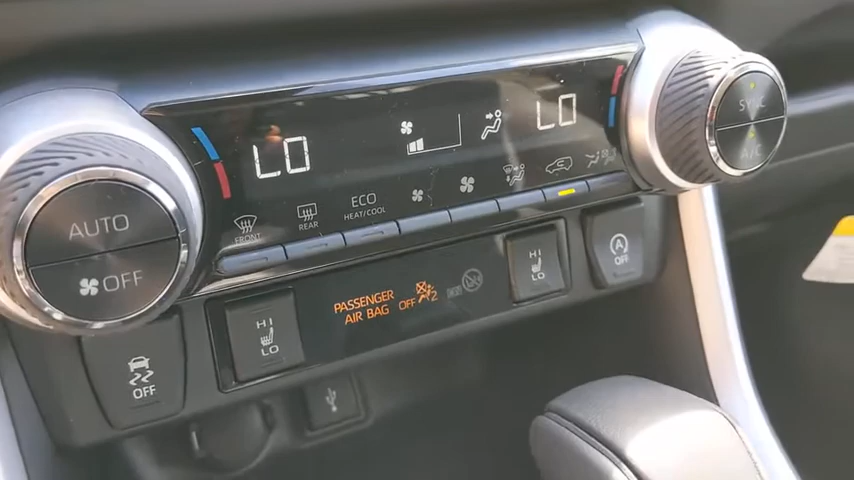 LO
LO
SYNC
A/C
AUTO
OFF
FRONT
REAR
ECO
HEAT/COOL
PASSENGER
AIR BAG
OFF
2
HI
LO
HI
LO
A
OFF
OFF